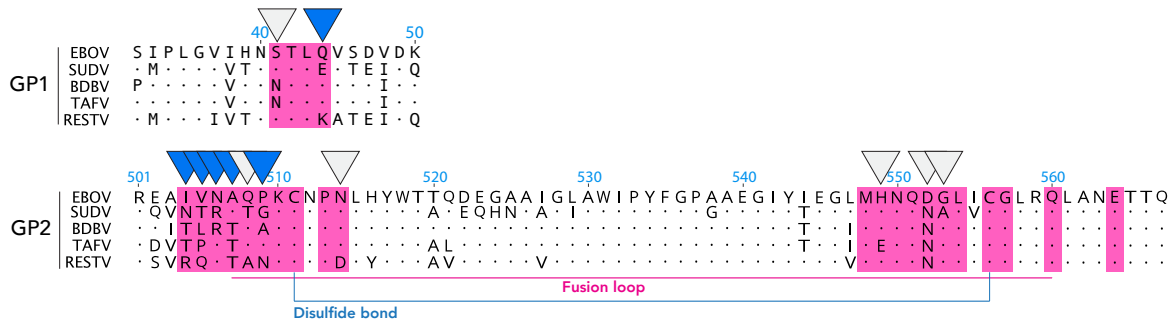 40 50
EBOV S I P L G V I H N S T L Q V S D V D K
SUDV · M · · · · V T · · · · E · T E I · Q
GP1
BDBV P · · · · · V · · N · · · · · · I · ·
TAFV · · · · · · V · · N · · · · · · I · ·
RESTV · M · · · I V T · · · · K A T E I · Q
501 510 520 530 540 550 560
EBOV R E A I V N A Q P K C N P N L H Y W T T Q D E G A A I G L A W I P Y F G P A A E G I Y I E G L M H N Q D G L I C G L R Q L A N E T T Q
SUDV · Q V N T R · T G · · · · · · · · · · A · E Q H N · A · I · · · · · · · · G · · · · · T · · · · · · · N A · V · · · · · · · · · · · ·
GP2
BDBV · · I T L R T · A · · · · · · · · · · · · · · · · · · · · · · · · · · · · · · · · · · T · · I · · · · N · · · · · · · · · · · · · · ·
TAFV · D V T P · T · · · · · · · · · · · · A L · · · · · · · · · · · · · · · · · · · · · · T · · I · E · · N · · · · · · · · · · · · · · ·
RESTV · S V R Q · T A N · · · · D · Y · · · A V · · · · · V · · · · · · · · · · · · · · · · · · · V · · · · N · · · · · · · · · · · · · · ·
Fusion loop
Disulfide bond